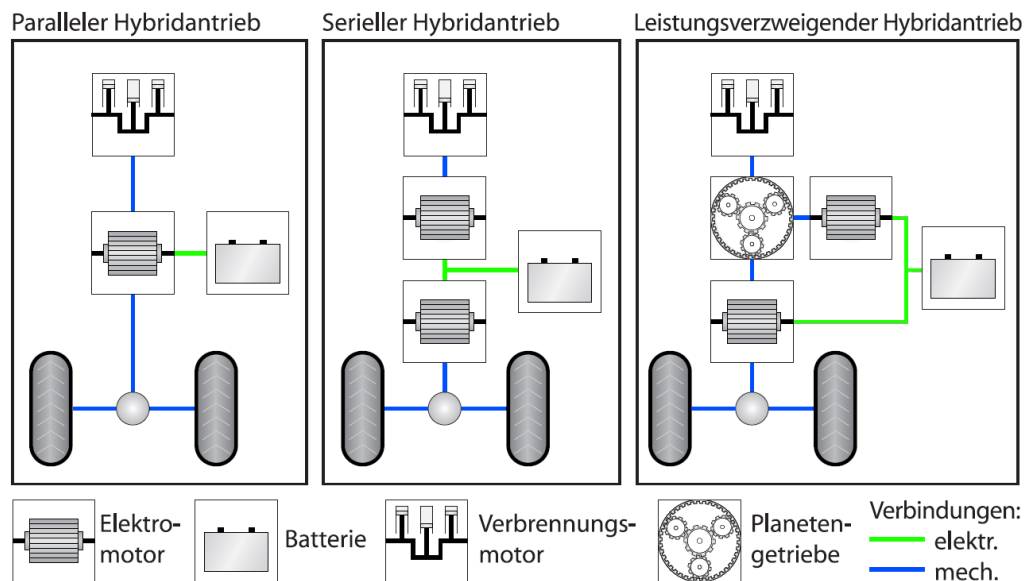 Paralleler Hybridantrieb
Serieller Hybridantrieb
Leistungsverzweigender Hybridantrieb
Elektro-
motor
Batterie
Verbrennungs-
motor
Planeten-
getriebe
Verbindungen:
elektr.
mech.